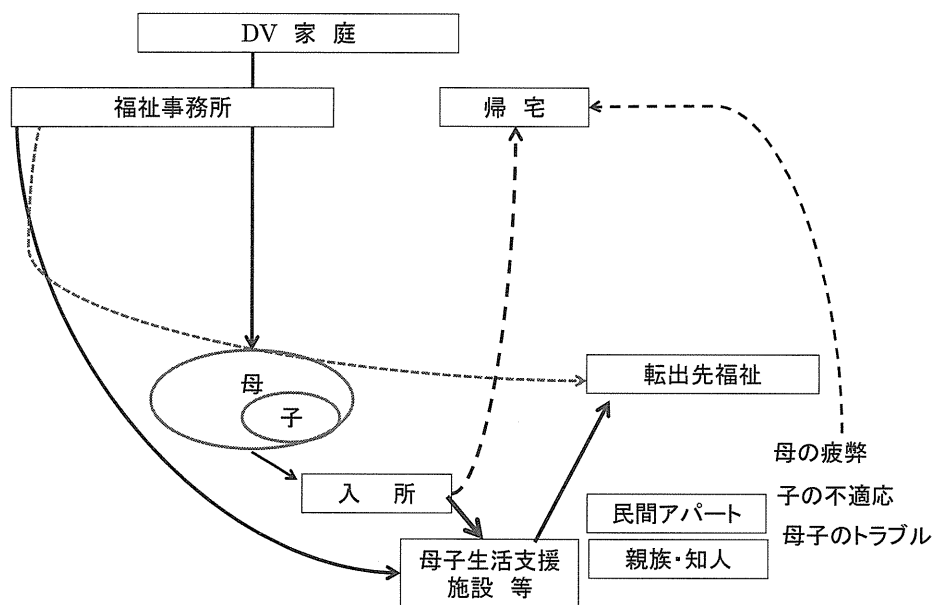 DV 家 庭
福祉事務所
帰 宅
母
子
転出先福祉
入 所
母の疲弊
子の不適応
母子のトラブル
民間アパート
親族・知人
母子生活支援
施設 等